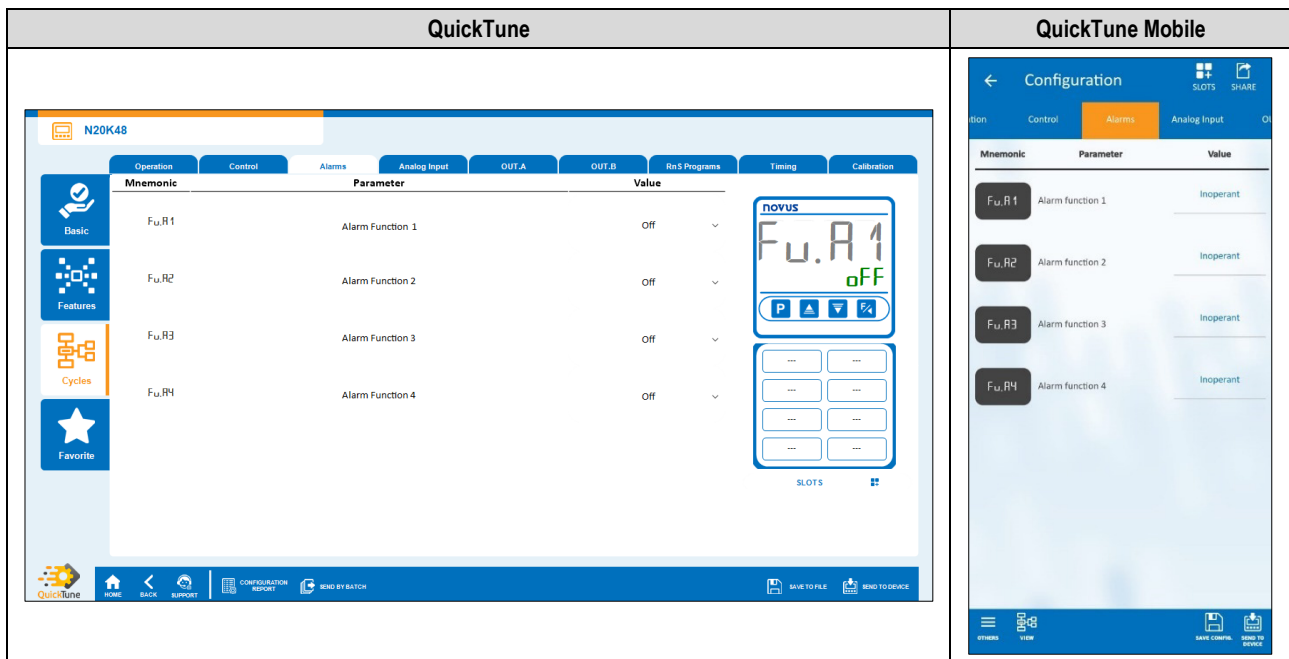 QuickTune
QuickTune Mobile
N20K48
Operation Control Alarms Analog Input OUT.A OUT.B RnS Programs Timing Calibration
Mnemonic Parameter Value
Fu.A1 Alarm Function 1 Off
Fu.A2 Alarm Function 2 Off
Fu.A3 Alarm Function 3 Off
Fu.A4 Alarm Function 4 Off
Basic
Features
Cycles
Favorite
novus
Fu.A1
oFF
P F/
--- ---
--- ---
--- ---
--- ---
SLOTS
QuickTune
HOME BACK SUPPORT CONFIGURATION REPORT SEND BY BATCH SAVE TO FILE SEND TO DEVICE
Configuration
SLOTS SHARE
ation Control Alarms Analog Input OU
Mnemonic Parameter Value
Fu.A1 Alarm function 1 Inoperant
Fu.A2 Alarm function 2 Inoperant
Fu.A3 Alarm function 3 Inoperant
Fu.A4 Alarm function 4 Inoperant
OTHERS VIEW SAVE CONFIG. SEND TO DEVICE